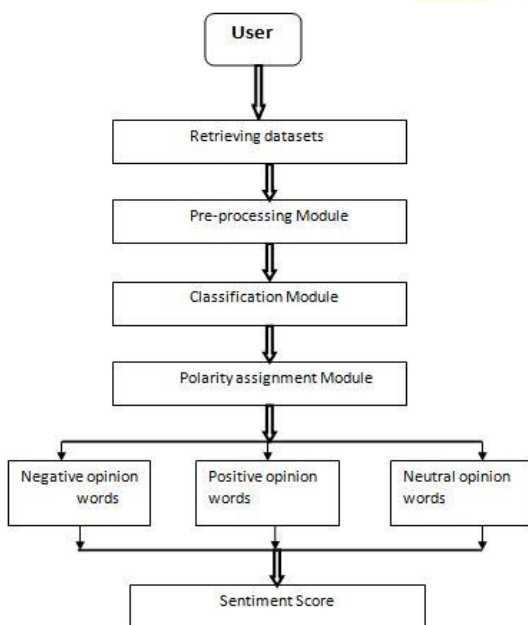 User
Retrieving datasets
Pre-processing Module
Classification Module
Polarity assignment Module
Negative opinion
words
Positive opinion
words
Neutral opinion
words
Sentiment Score